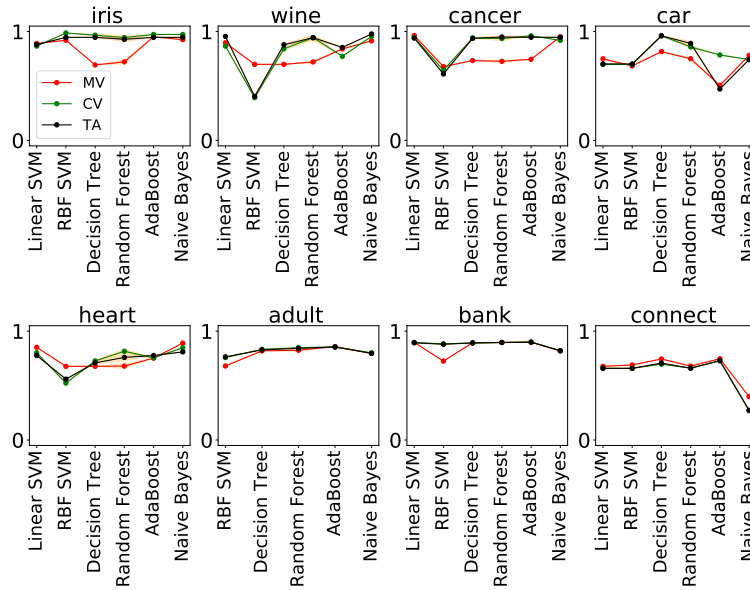 iris
wine
cancer
car
1
0
MV
CV
TA
Linear SVM
RBF SVM
Decision Tree
Random Forest
AdaBoost
Naive Bayes
1
0
Linear SVM
RBF SVM
Decision Tree
Random Forest
AdaBoost
Naive Bayes
1
0
Linear SVM
RBF SVM
Decision Tree
Random Forest
AdaBoost
Naive Bayes
1
0
Linear SVM
RBF SVM
Decision Tree
Random Forest
AdaBoost
Naive Bayes
heart
adult
bank
connect
1
0
Linear SVM
RBF SVM
Decision Tree
Random Forest
AdaBoost
Naive Bayes
1
0
RBF SVM
Decision Tree
Random Forest
AdaBoost
Naive Bayes
1
0
Linear SVM
RBF SVM
Decision Tree
Random Forest
AdaBoost
Naive Bayes
1
0
Linear SVM
RBF SVM
Decision Tree
Random Forest
AdaBoost
Naive Bayes